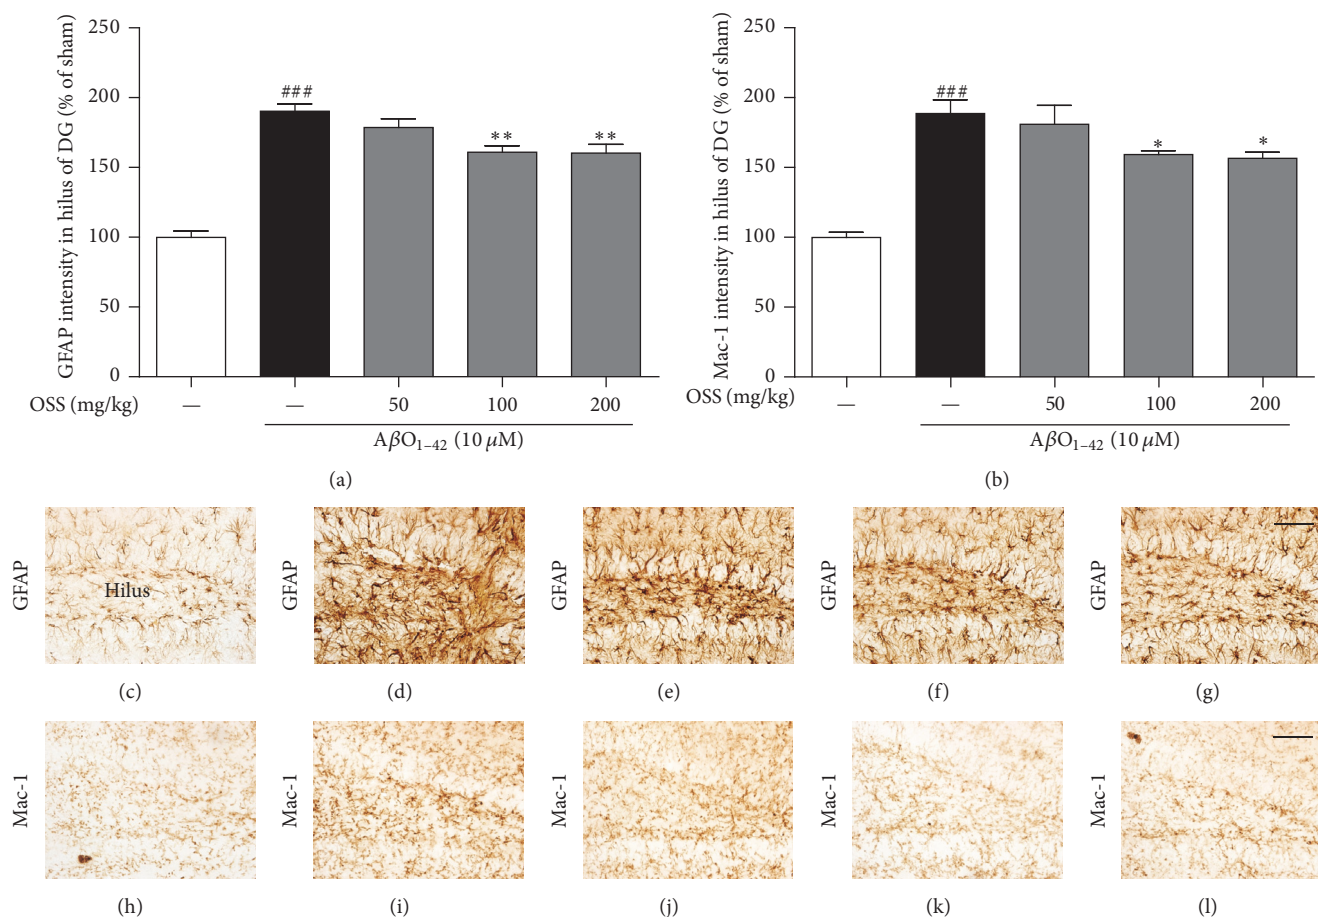 250
200
150
100
50
0
GFAP intensity in hilus of DG (% of sham)
###
**
**
OSS (mg/kg)
— — 50 100 200
AβO1–42 (10 μM)
(a)
250
200
150
100
50
0
Mac-1 intensity in hilus of DG (% of sham)
###
*
*
OSS (mg/kg)
— — 50 100 200
AβO1–42 (10 μM)
(b)
GFAP
Hilus
GFAP
GFAP
GFAP
GFAP
(c) (d) (e) (f) (g)
Mac-1
Mac-1
Mac-1
Mac-1
Mac-1
(h) (i) (j) (k) (l)